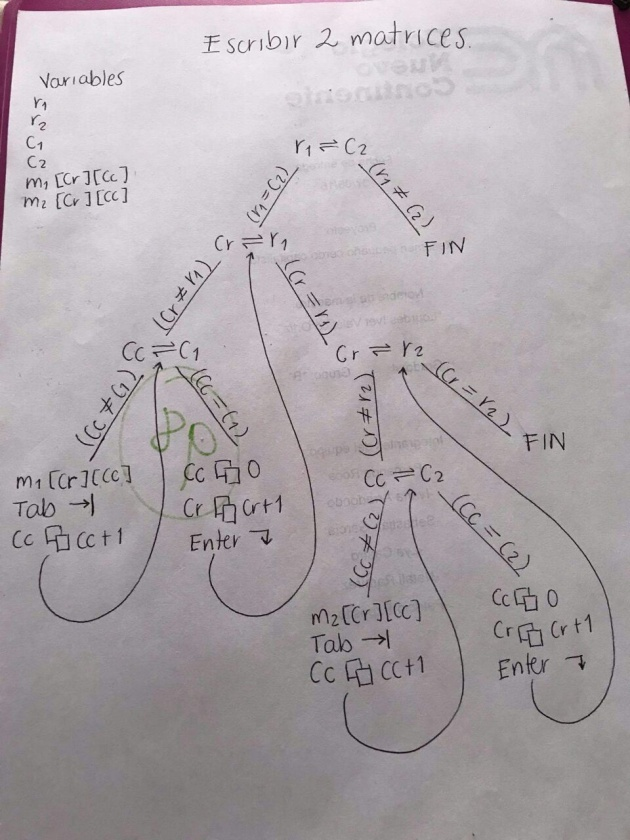 Escribir 2 matrices.
Variables
r1
r2
C1
C2
m1 [Cr][Cc]
m2 [Cr][Cc]
r1 ⇌ C2
(r1 = C2)
(r1 ≠ C2)
Cr ⇌ r1
FIN
(Cr ≠ r1)
(Cr = r1)
Cc ⇌ C1
Cr ⇌ r2
(Cc ≠ C1)
(Cc = C1)
(Cr ≠ r2)
(Cr = r2)
FIN
m1 [Cr][Cc]
Tab →|
Cc Cc+1
Cc 0
Cr Cr+1
Enter
Cc ⇌ C2
(Cc ≠ C2)
(Cc = C2)
m2 [Cr][Cc]
Tab →|
Cc Cc+1
Cc 0
Cr Cr+1
Enter
Nuevo
Continente